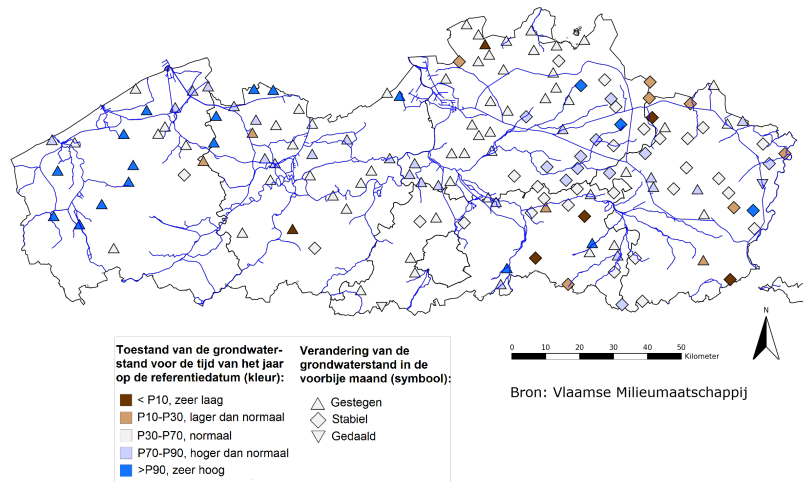 N
0 10 20 30 40 50
Kilometer
Bron: Vlaamse Milieumaatschappij
Toestand van de grondwater-
stand voor de tijd van het jaar
op de referentiedatum (kleur):
< P10, zeer laag
P10-P30, lager dan normaal
P30-P70, normaal
P70-P90, hoger dan normaal
>P90, zeer hoog
Verandering van de
grondwaterstand in de
voorbije maand (symbool):
Gestegen
Stabiel
Gedaald